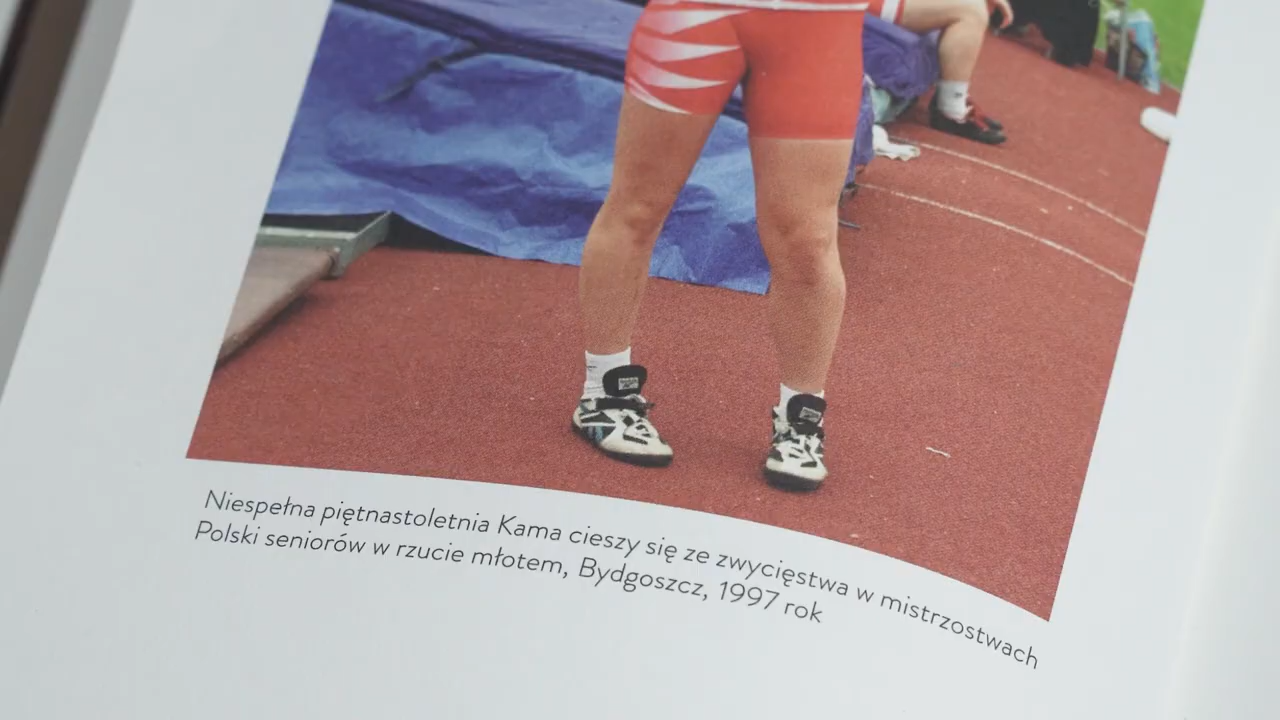 Niespełna piętnastoletnia Kama cieszy się ze zwycięstwa w mistrzostwach
Polski seniorów w rzucie młotem, Bydgoszcz, 1997 rok